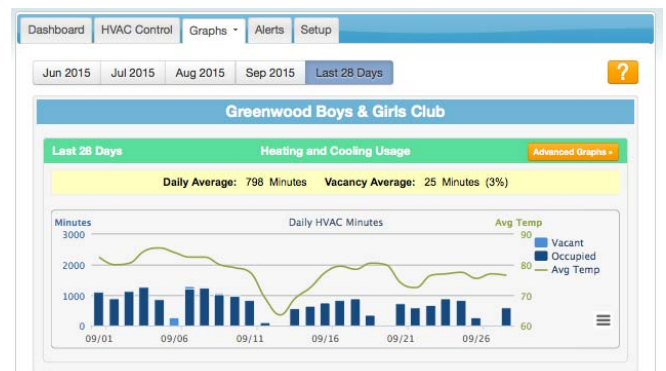 Dashboard HVAC Control Graphs Alerts Setup
Jun 2015 Jul 2015 Aug 2015 Sep 2015 Last 28 Days ?
Greenwood Boys & Girls Club
Last 28 Days Heating and Cooling Usage Advanced Graphs »
Daily Average: 798 Minutes Vacancy Average: 25 Minutes (3%)
Minutes Daily HVAC Minutes Avg Temp
3000 90
Vacant
Occupied
2000 80
Avg Temp
1000 70
0 60
09/01 09/06 09/11 09/16 09/21 09/26